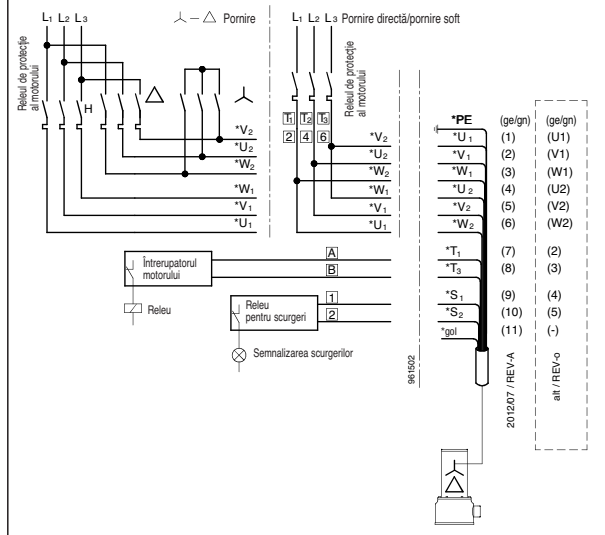 L1 L2 L3
⅄ – △ Pornire
L1 L2 L3 Pornire directă/pornire soft
Releul de protecţie
al motorului
H
△
⅄
Releul de protecţie
al motorului
T1 T2 T3
2 4 6
*V2
*U2
*W2
*W1
*V1
*U1
*V2
*U2
*W2
*W1
*V1
*U1
*PE (ge/gn) (ge/gn)
*U1 (1) (U1)
*V1 (2) (V1)
*W1 (3) (W1)
*U2 (4) (U2)
*V2 (5) (V2)
*W2 (6) (W2)
*T1 (7) (2)
*T3 (8) (3)
*S1 (9) (4)
*S2 (10) (5)
*gol (11) (-)
Întrerupatorul
motorului
A
B
Releu
Releu
pentru scurgeri
1
2
Semnalizarea scurgerilor
961502
2012/07 / REV-A
alt / REV-o
⅄
△